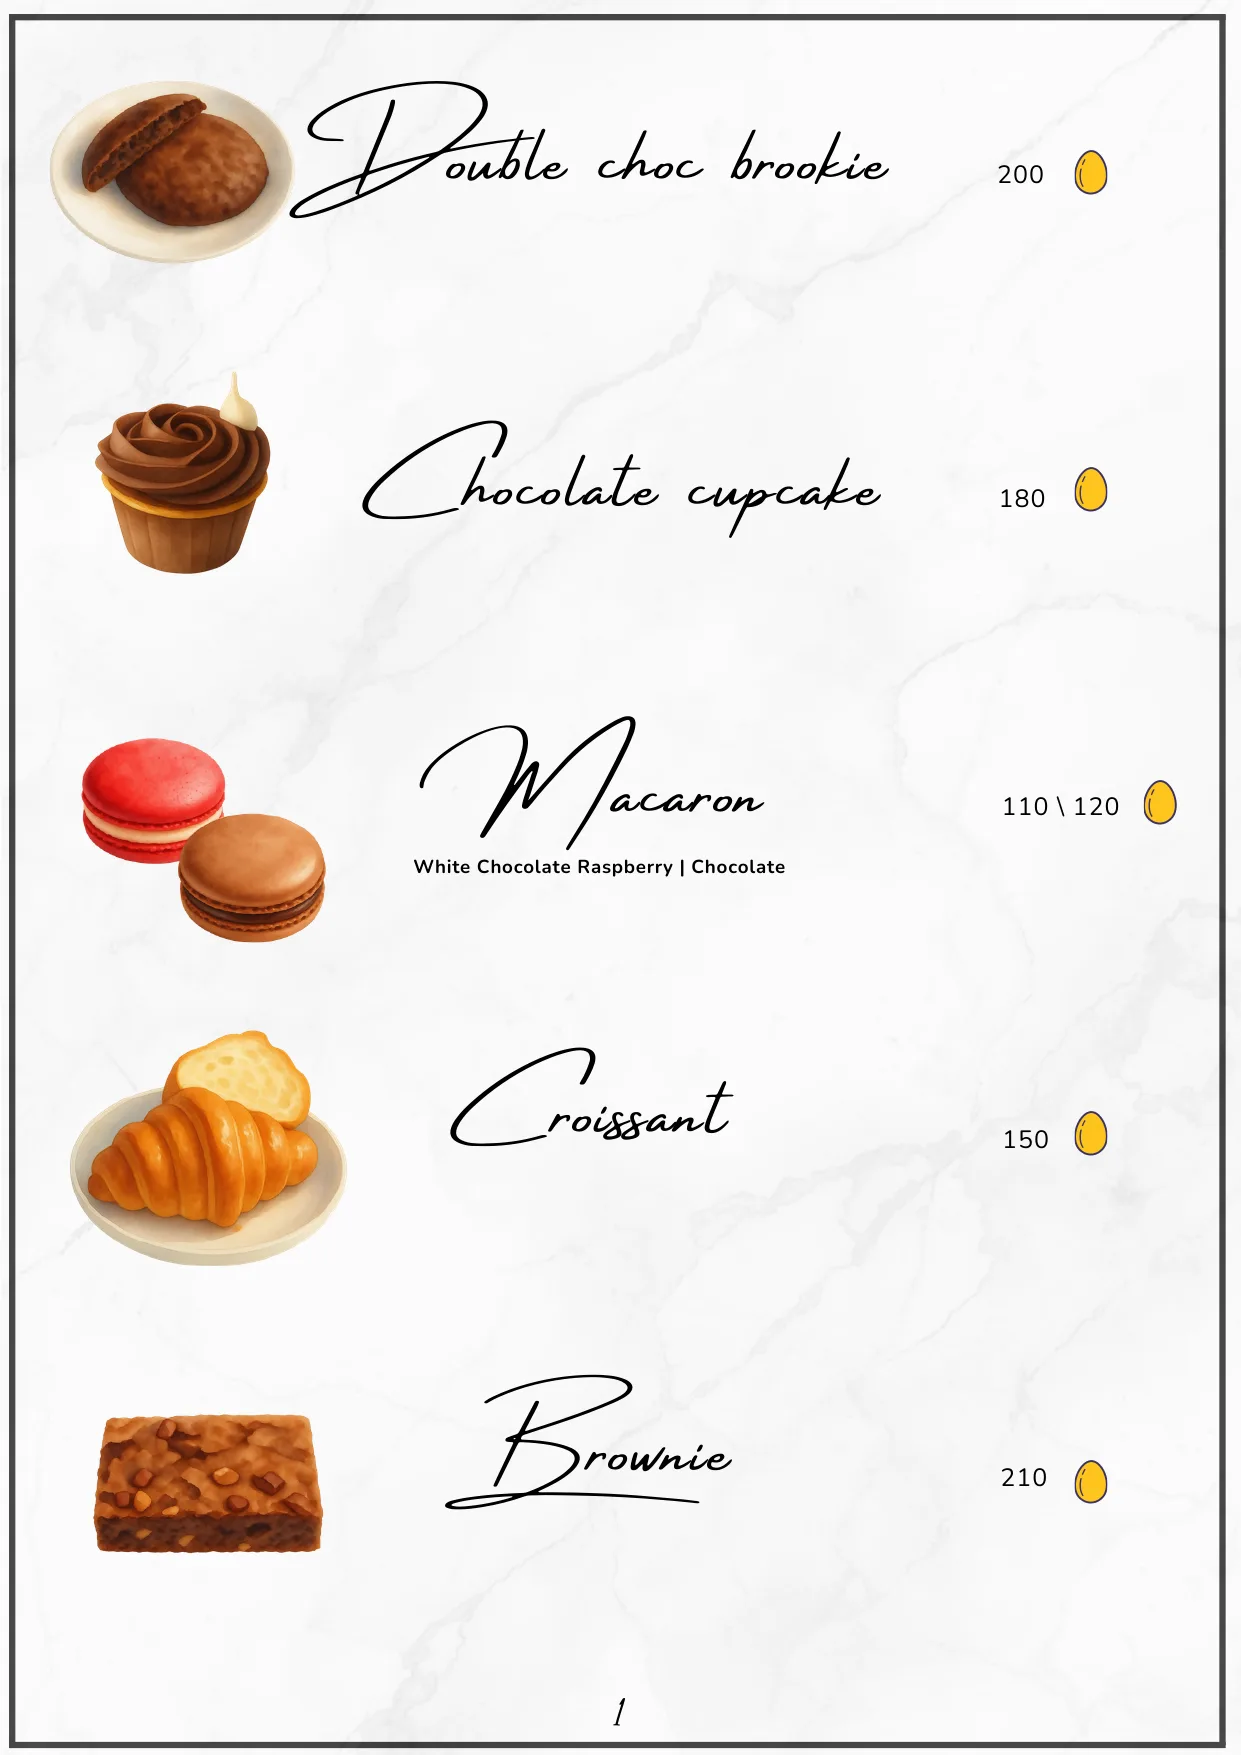 Double choc brookie 200
Chocolate cupcake 180
Macaron 110 \ 120
White Chocolate Raspberry | Chocolate
Croissant 150
Brownie 210
1